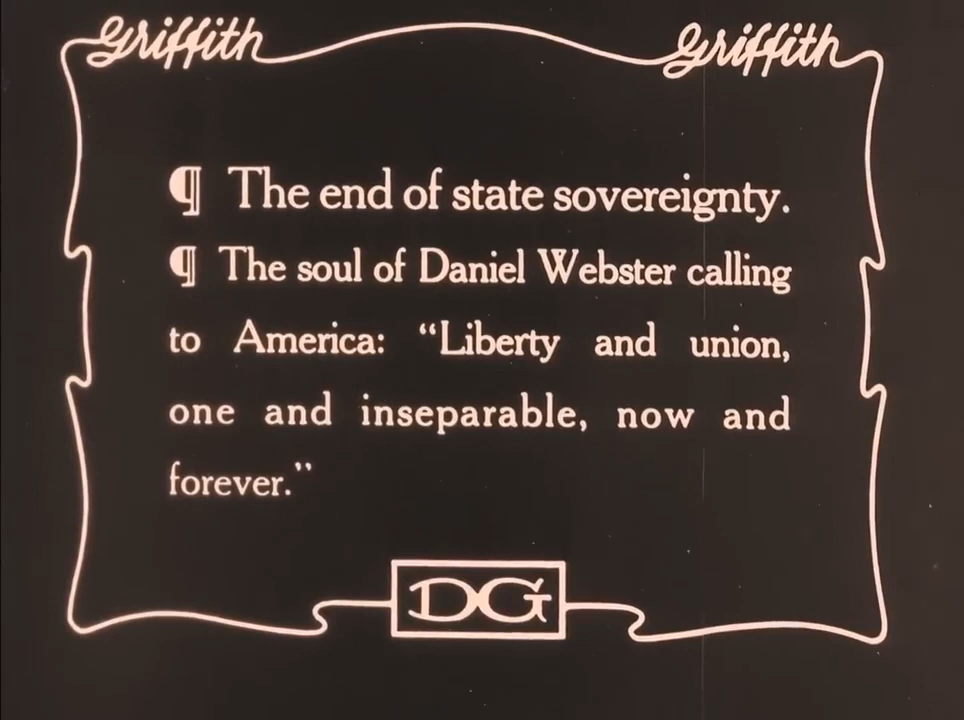 Griffith Griffith
¶ The end of state sovereignty.
¶ The soul of Daniel Webster calling
to America: “Liberty and union,
one and inseparable, now and
forever.”
DG